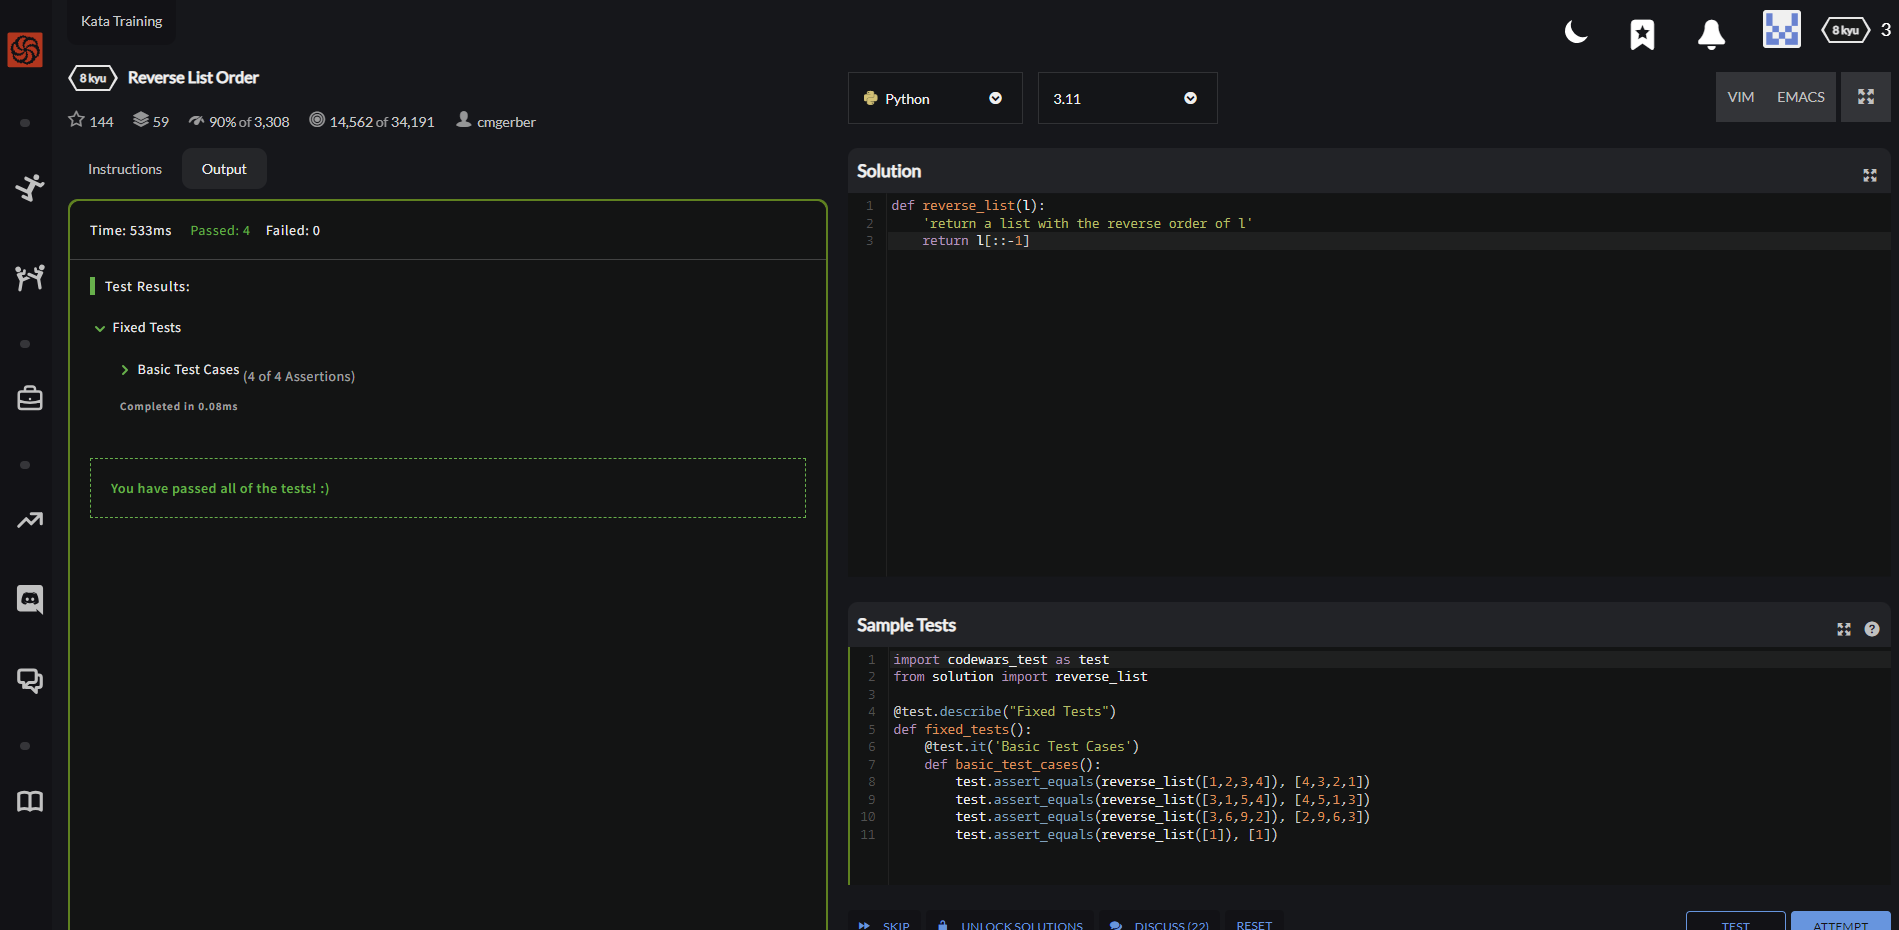 Kata Training
8 kyu
3
8 kyu Reverse List Order
144 59 90% of 3,308 14,562 of 34,191 cmgerber
Python
3.11
VIM EMACS
Instructions Output
Time: 533ms Passed: 4 Failed: 0
Test Results:
Fixed Tests
Basic Test Cases (4 of 4 Assertions)
Completed in 0.08ms
You have passed all of the tests! :)
Solution
1 def reverse_list(l):
2 'return a list with the reverse order of l'
3 return l[::-1]
Sample Tests
?
1 import codewars_test as test
2 from solution import reverse_list
3
4 @test.describe("Fixed Tests")
5 def fixed_tests():
6 @test.it('Basic Test Cases')
7 def basic_test_cases():
8 test.assert_equals(reverse_list([1,2,3,4]), [4,3,2,1])
9 test.assert_equals(reverse_list([3,1,5,4]), [4,5,1,3])
10 test.assert_equals(reverse_list([3,6,9,2]), [2,9,6,3])
11 test.assert_equals(reverse_list([1]), [1])
SKIP UNLOCK SOLUTIONS DISCUSS (22) RESET TEST ATTEMPT